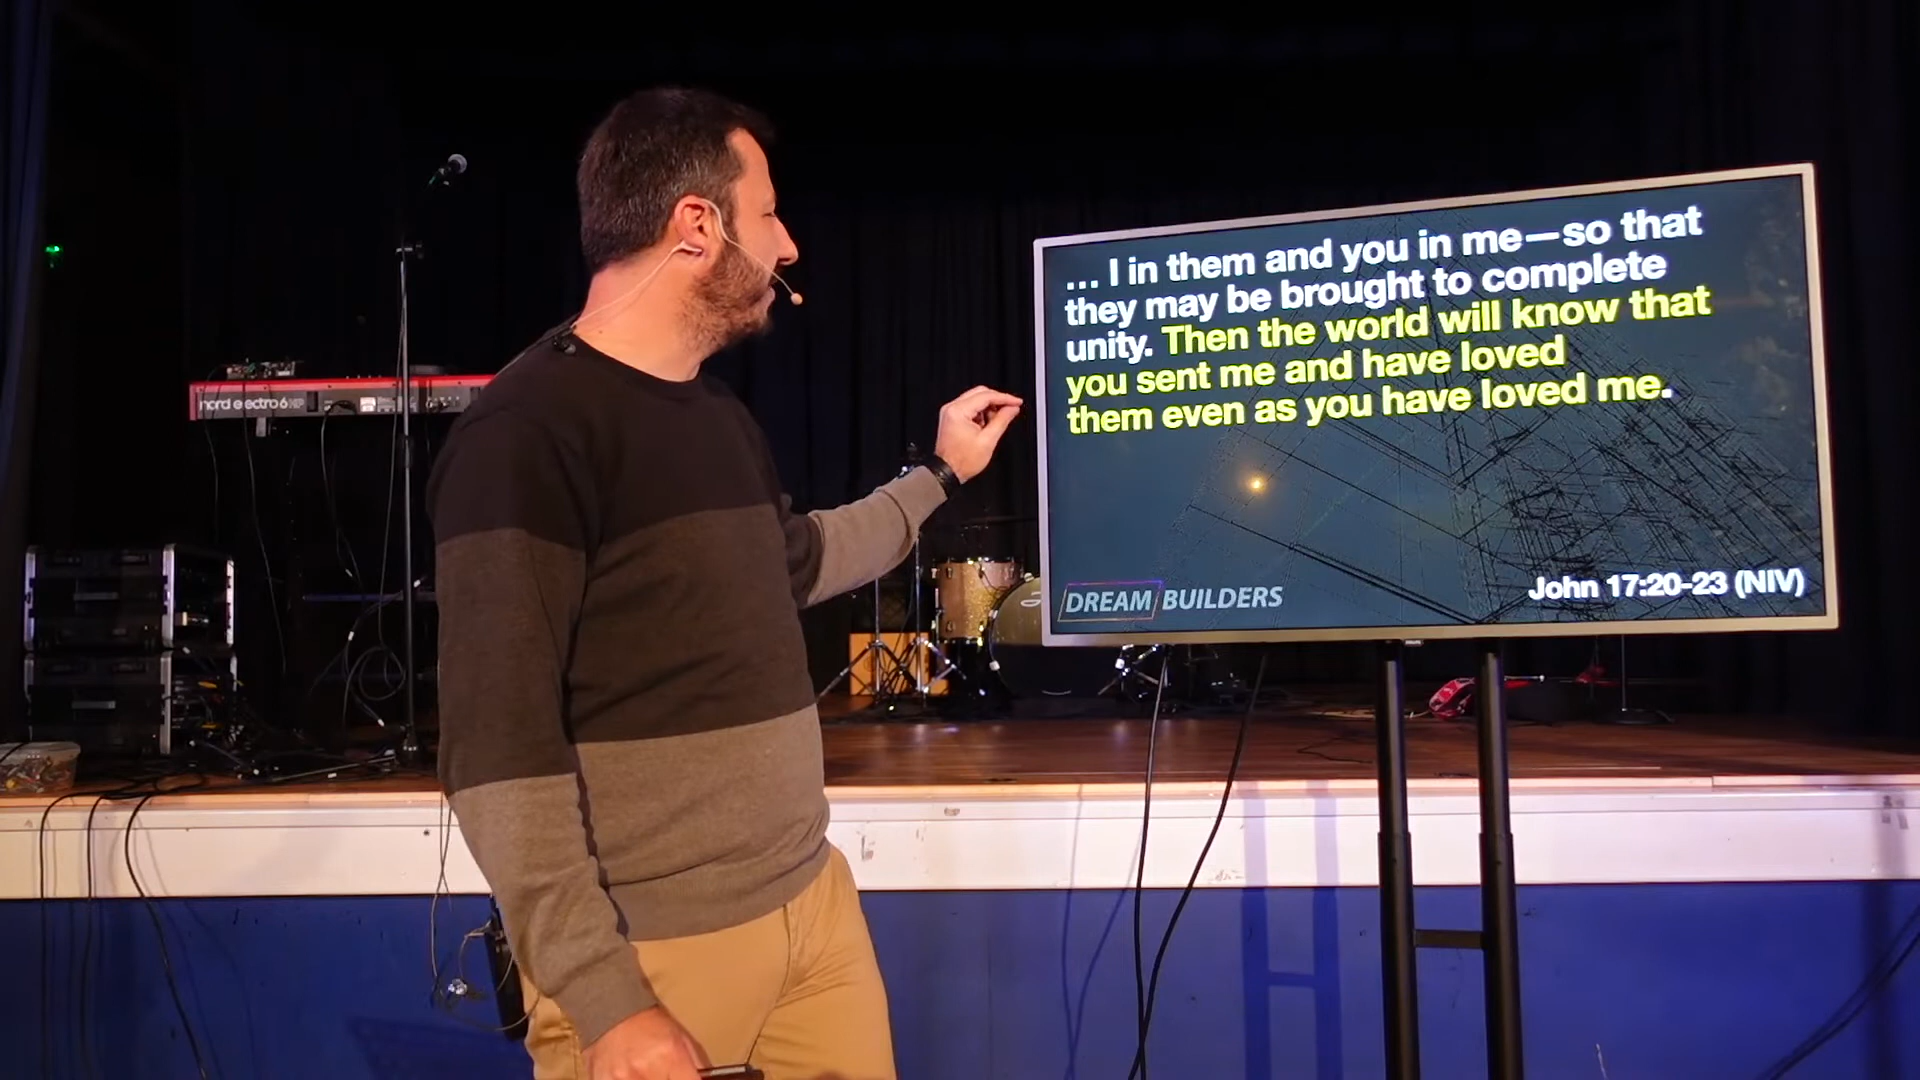 nord electro 6 HP
... I in them and you in me—so that
they may be brought to complete
unity. Then the world will know that
you sent me and have loved
them even as you have loved me.
DREAM BUILDERS
John 17:20-23 (NIV)